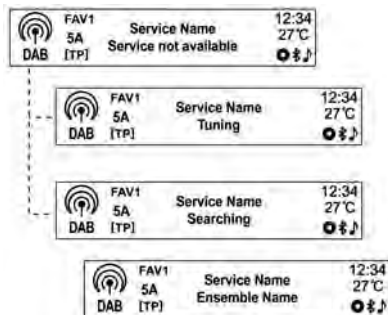 FAV1 Service Name 12:34
5A Service not available 27℃
DAB [TP]
FAV1 Service Name 12:34
5A Tuning 27℃
DAB [TP]
FAV1 Service Name 12:34
5A Searching 27℃
DAB [TP]
FAV1 Service Name 12:34
5A Ensemble Name 27℃
DAB [TP]